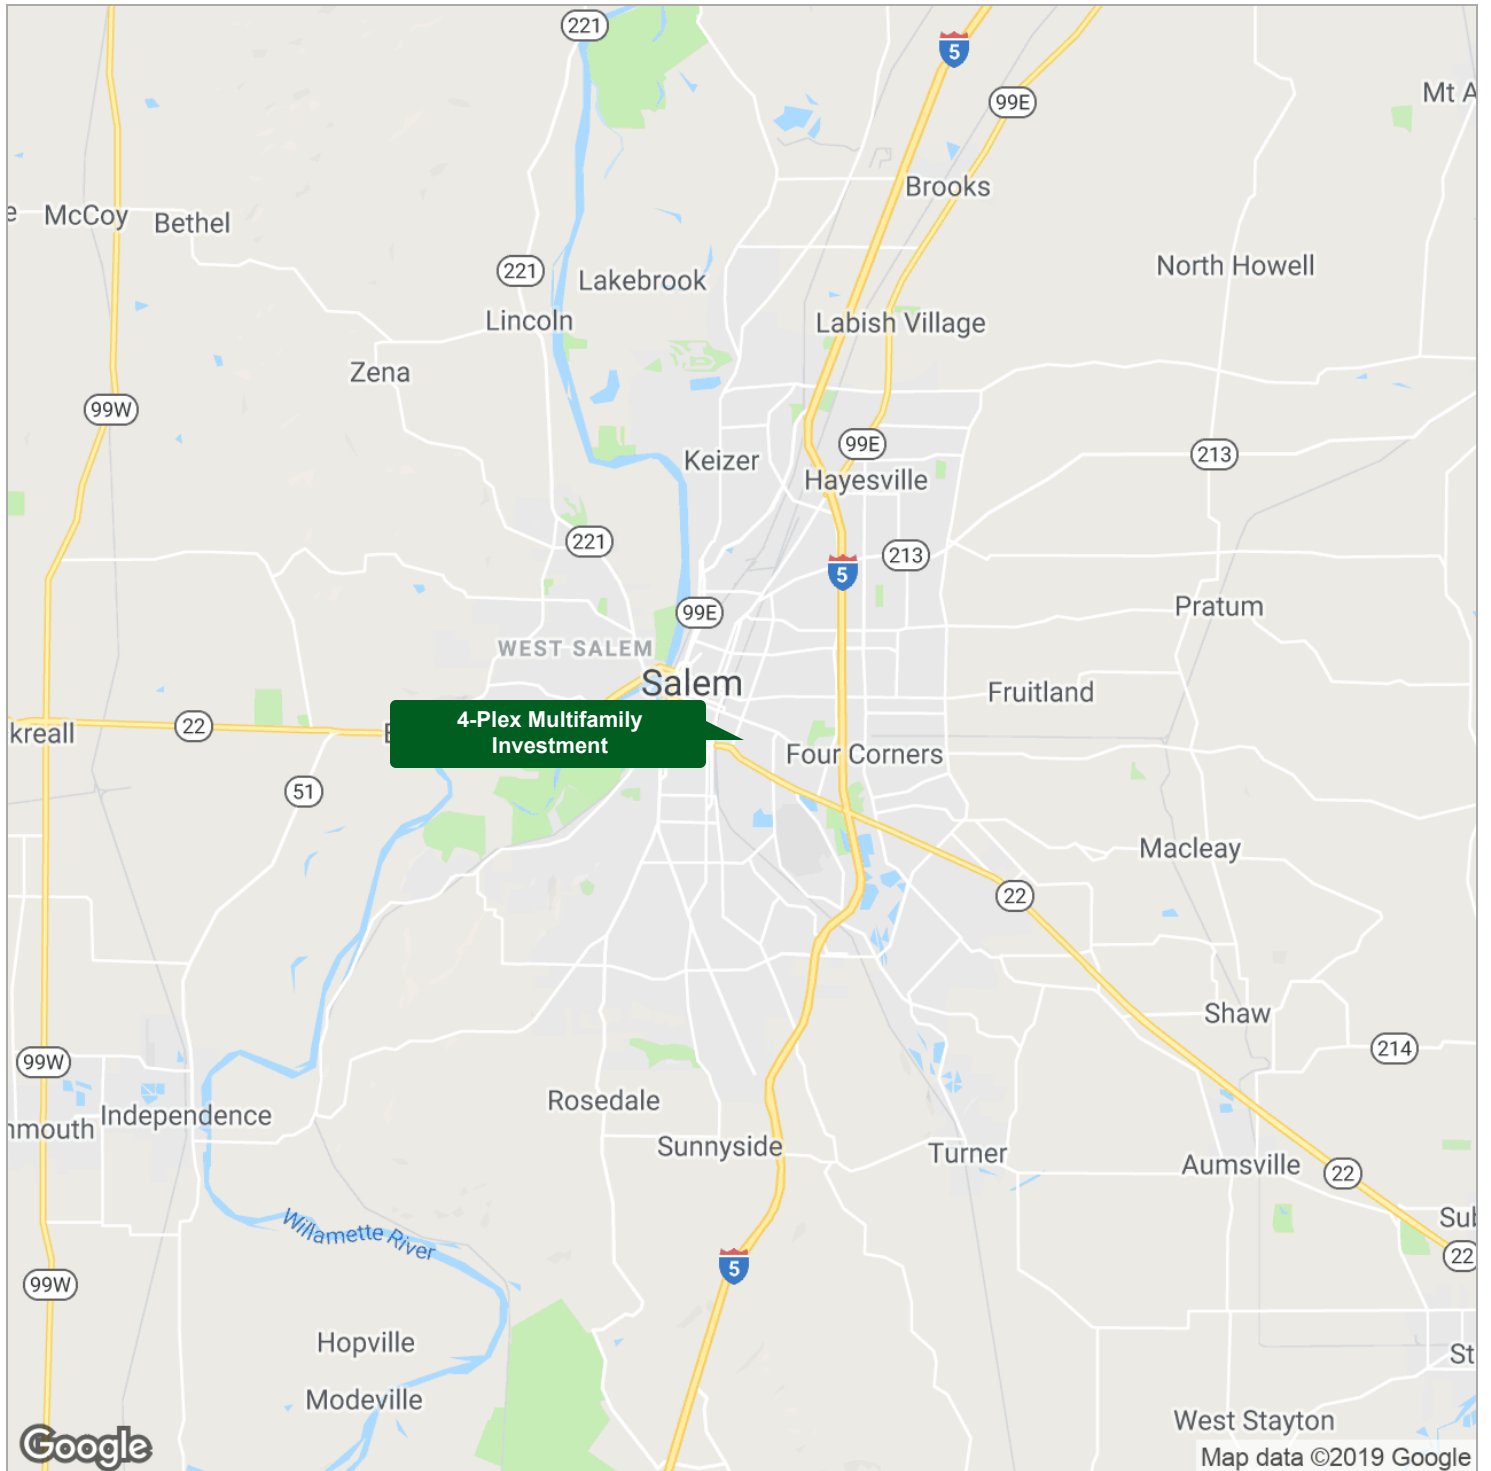 221
5
99E
Mt A
Brooks
McCoy
Bethel
221
Lakebrook
North Howell
Lincoln
Labish Village
Zena
99W
99E
213
Keizer
Hayesville
221
213
5
99E
Pratum
WEST SALEM
Salem
Fruitland
22
kreall
4-Plex Multifamily
Investment
Four Corners
51
Macleay
22
Shaw
99W
214
Rosedale
Independence
nmouth
Sunnyside
Turner
Aumsville
22
Sub
Willamette River
22
5
99W
Hopville
St
Modeville
West Stayton
Google
Map data ©2019 Google